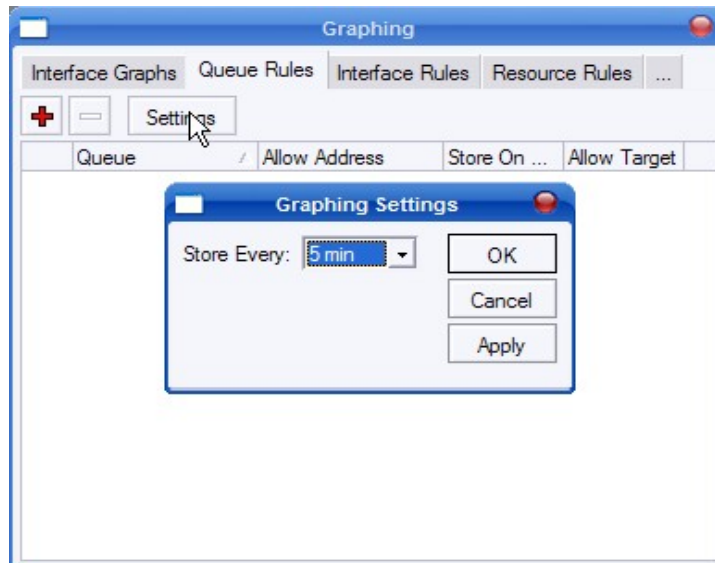 Graphing
Interface Graphs Queue Rules Interface Rules Resource Rules ...
Settings
Queue Allow Address Store On ... Allow Target
Graphing Settings
Store Every: 5 min OK
Cancel
Apply